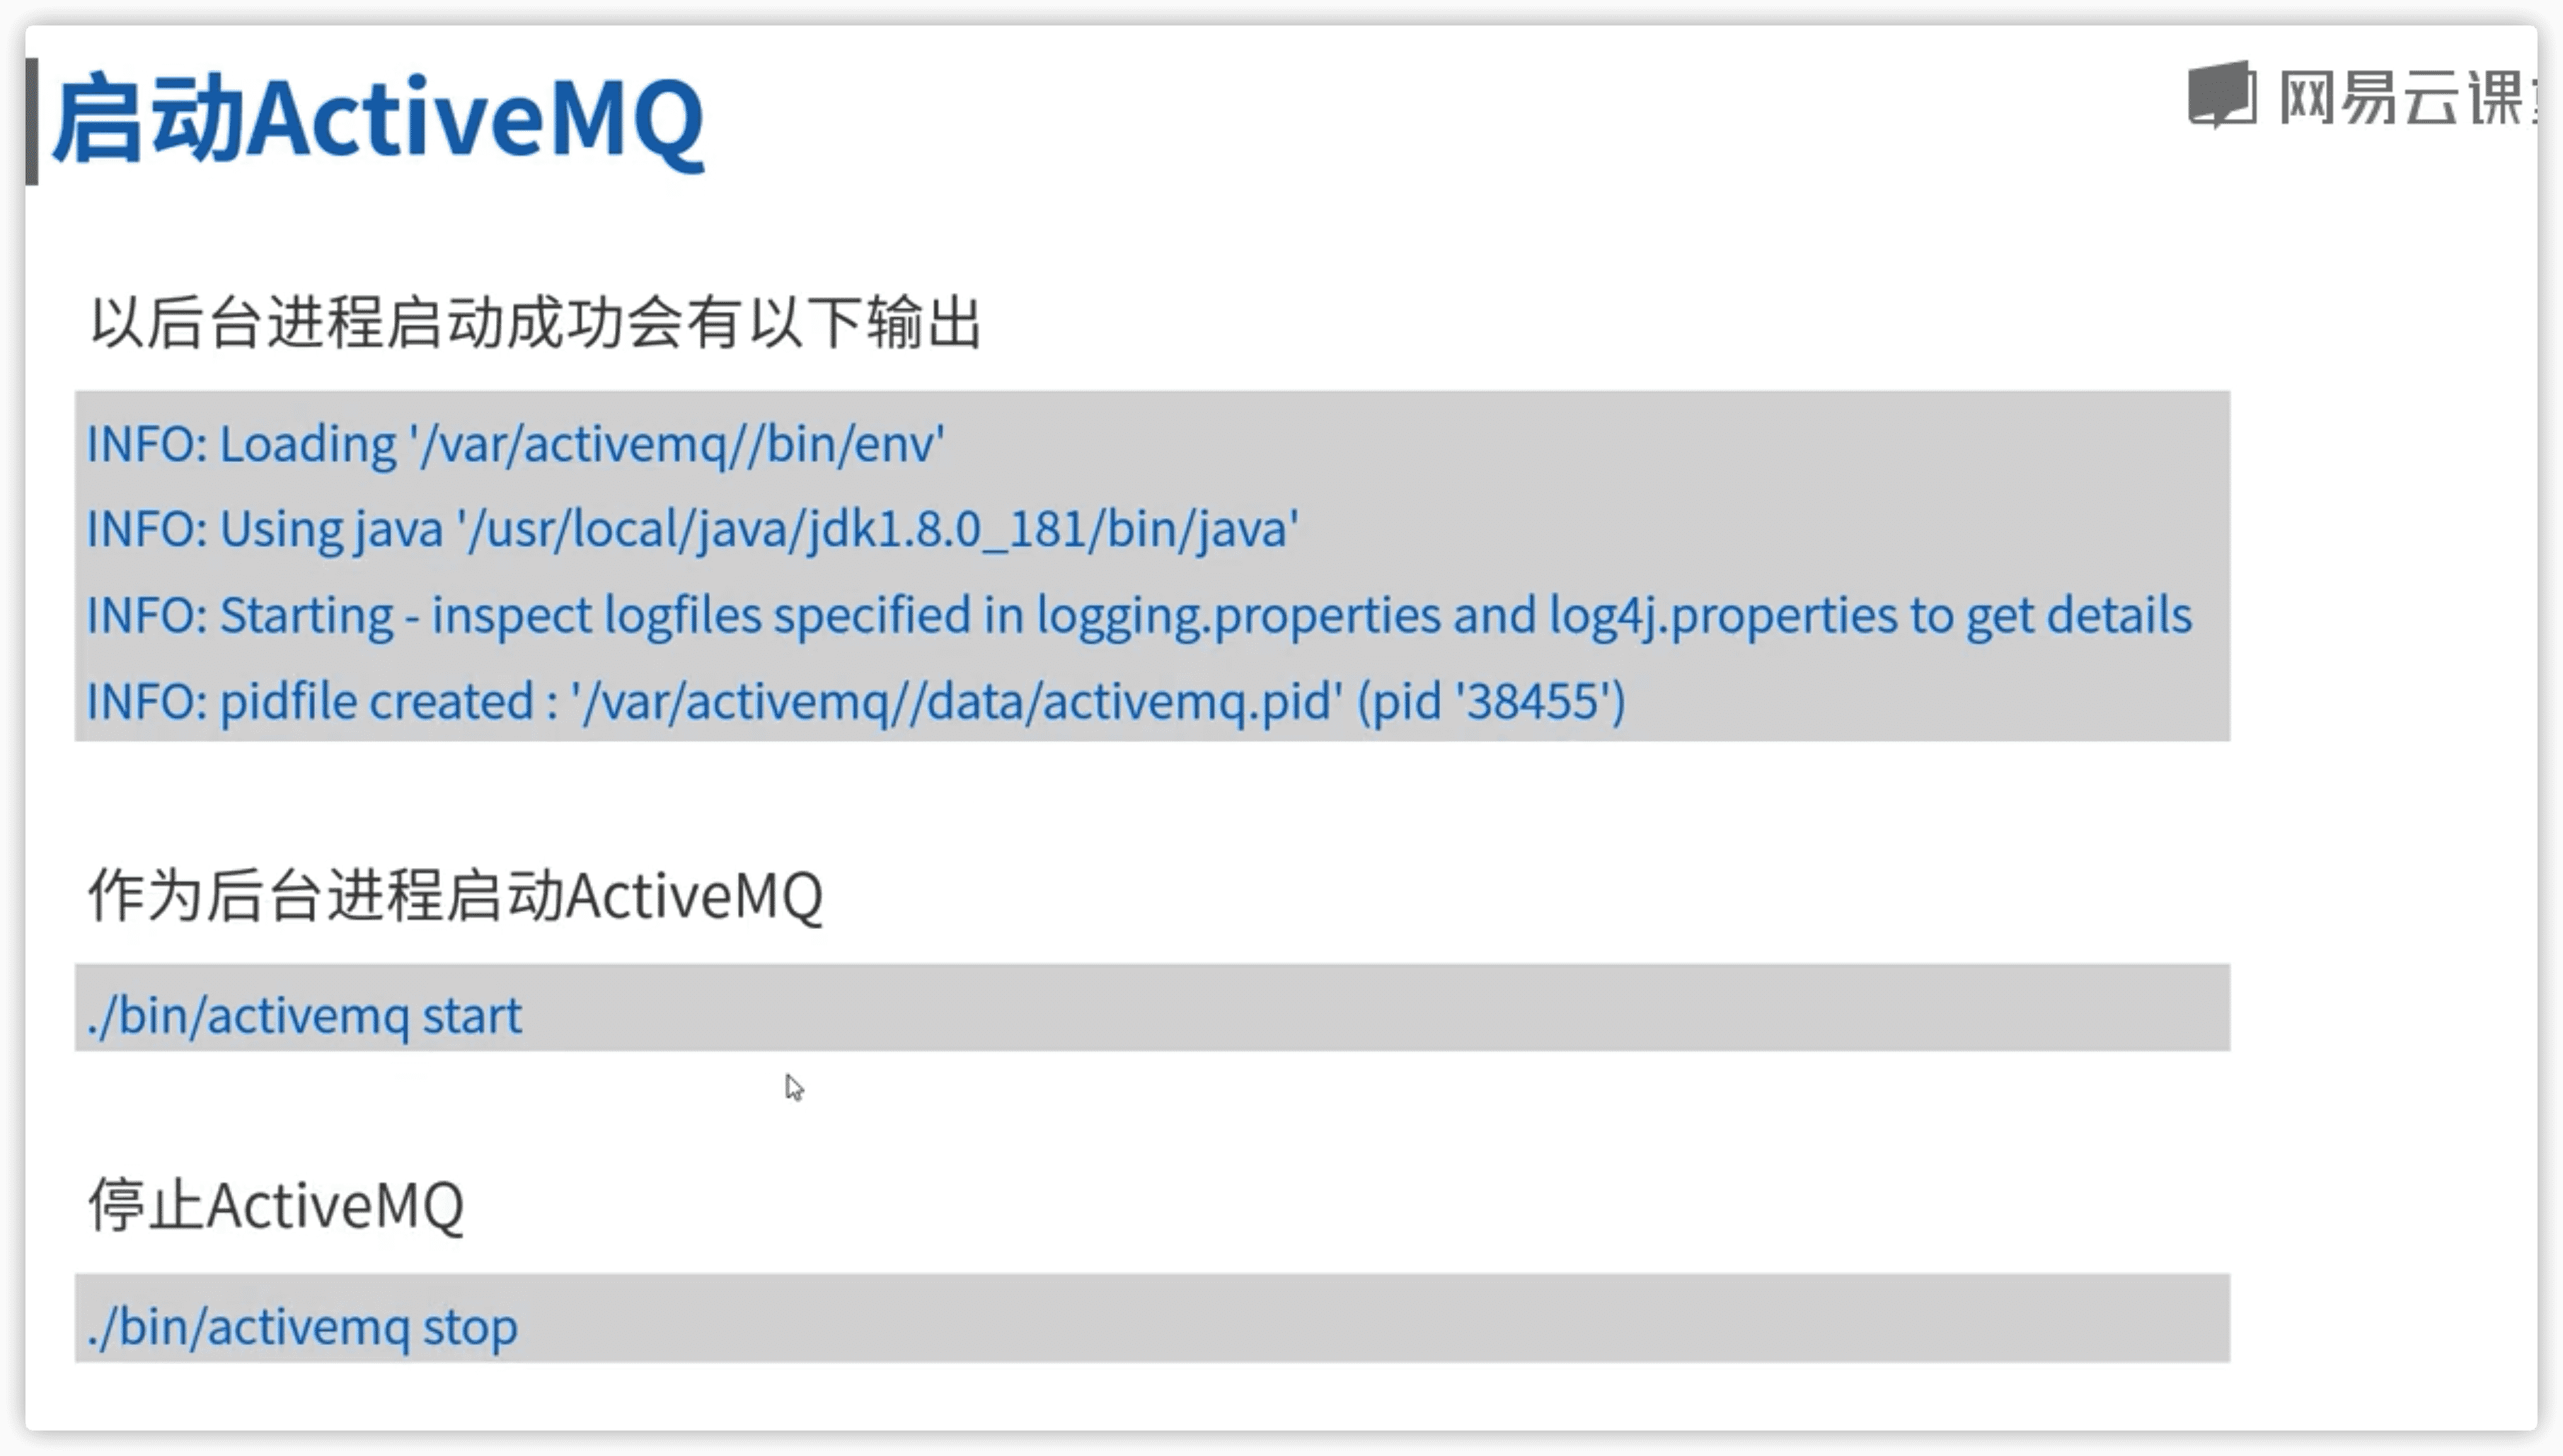 启动ActiveMQ
网易云课
以后台进程启动成功会有以下输出
INFO: Loading '/var/activemq//bin/env'
INFO: Using java '/usr/local/java/jdk1.8.0_181/bin/java'
INFO: Starting - inspect logfiles specified in logging.properties and log4j.properties to get details
INFO: pidfile created : '/var/activemq//data/activemq.pid' (pid '38455')
作为后台进程启动ActiveMQ
./bin/activemq start
停止ActiveMQ
./bin/activemq stop